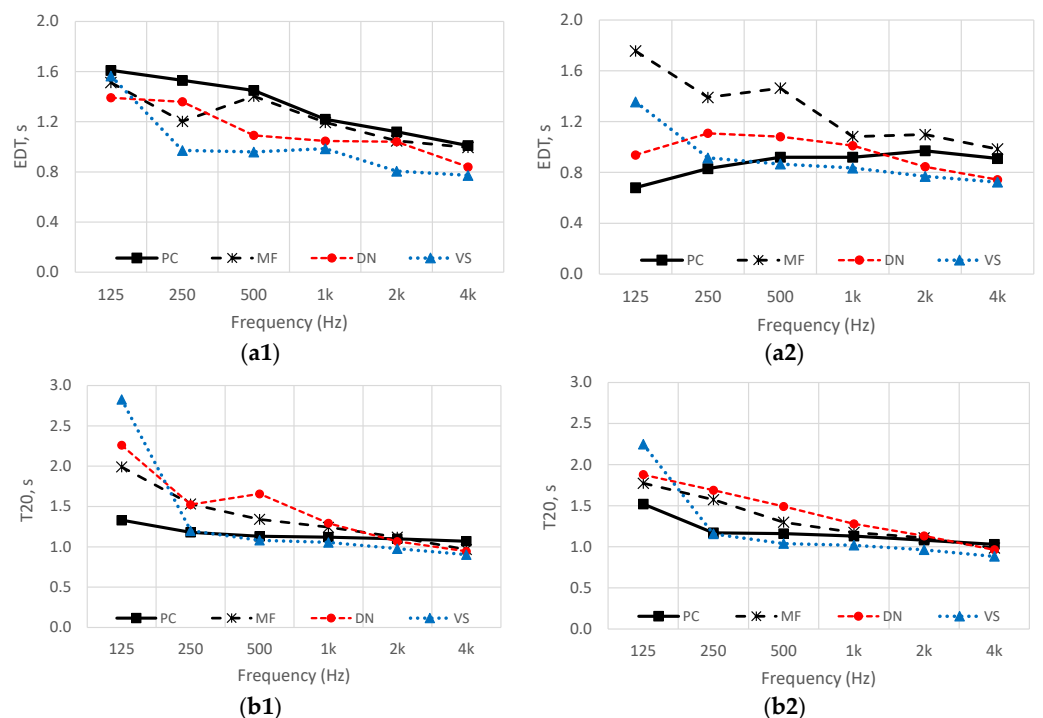 2.0
1.6
1.2
0.8
0.4
0.0
EDT, s
PC MF DN VS
125 250 500 1k 2k 4k
Frequency (Hz)
(a1)
2.0
1.6
1.2
0.8
0.4
0.0
EDT, s
PC MF DN VS
125 250 500 1k 2k 4k
Frequency (Hz)
(a2)
3.0
2.5
2.0
1.5
1.0
0.5
0.0
T20, s
PC MF DN VS
125 250 500 1k 2k 4k
Frequency (Hz)
(b1)
3.0
2.5
2.0
1.5
1.0
0.5
0.0
T20, s
PC MF DN VS
125 250 500 1k 2k 4k
Frequency (Hz)
(b2)